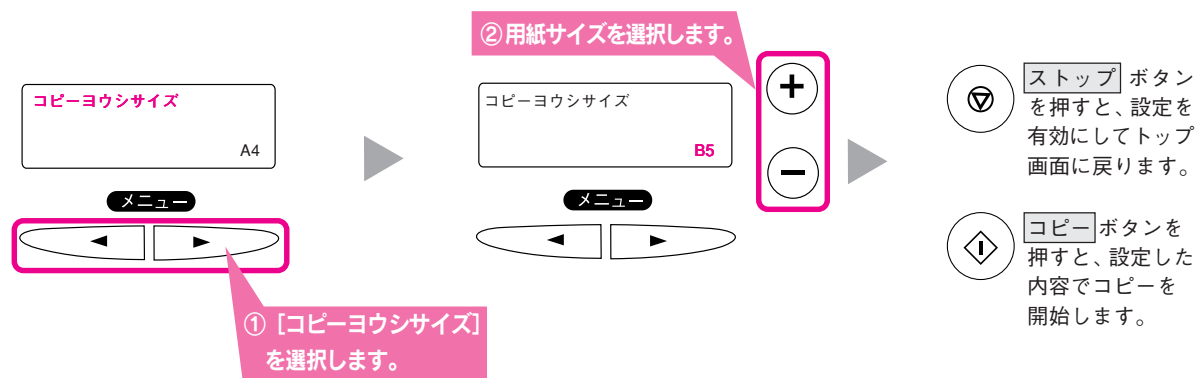 ②用紙サイズを選択します。
コピーヨウシサイズ
A4
メニュー
① [コピーヨウシサイズ]
を選択します。
コピーヨウシサイズ
B5
メニュー
ストップ ボタン
を押すと、設定を
有効にしてトップ
画面に戻ります。
コピー ボタンを
押すと、設定した
内容でコピーを
開始します。